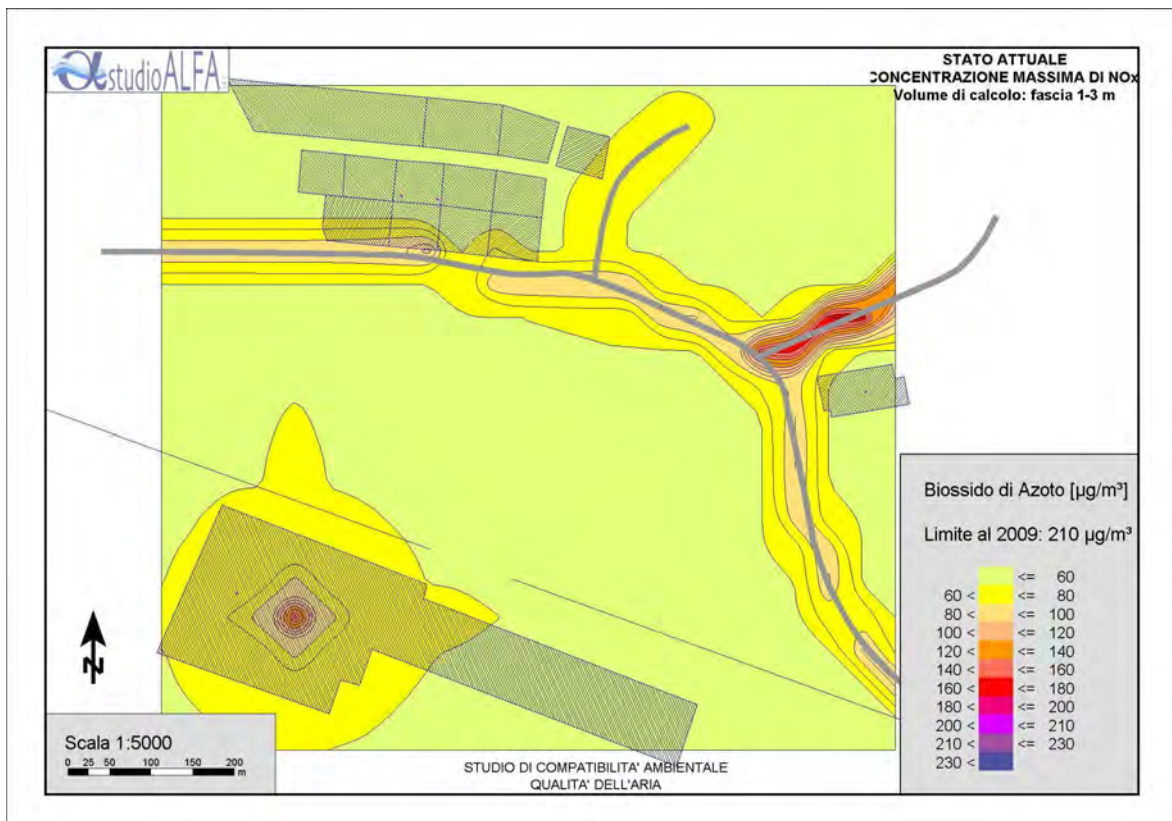 αstudioALFA
STATO ATTUALE
CONCENTRAZIONE MASSIMA DI NOx
Volume di calcolo: fascia 1-3 m
Biossido di Azoto [µg/m³]
Limite al 2009: 210 µg/m³
<= 60
60 < <= 80
80 < <= 100
100 < <= 120
120 < <= 140
140 < <= 160
160 < <= 180
180 < <= 200
200 < <= 210
210 < <= 230
230 <
N
Scala 1:5000
0 25 50 100 150 200
m
STUDIO DI COMPATIBILITA' AMBIENTALE
QUALITA' DELL'ARIA